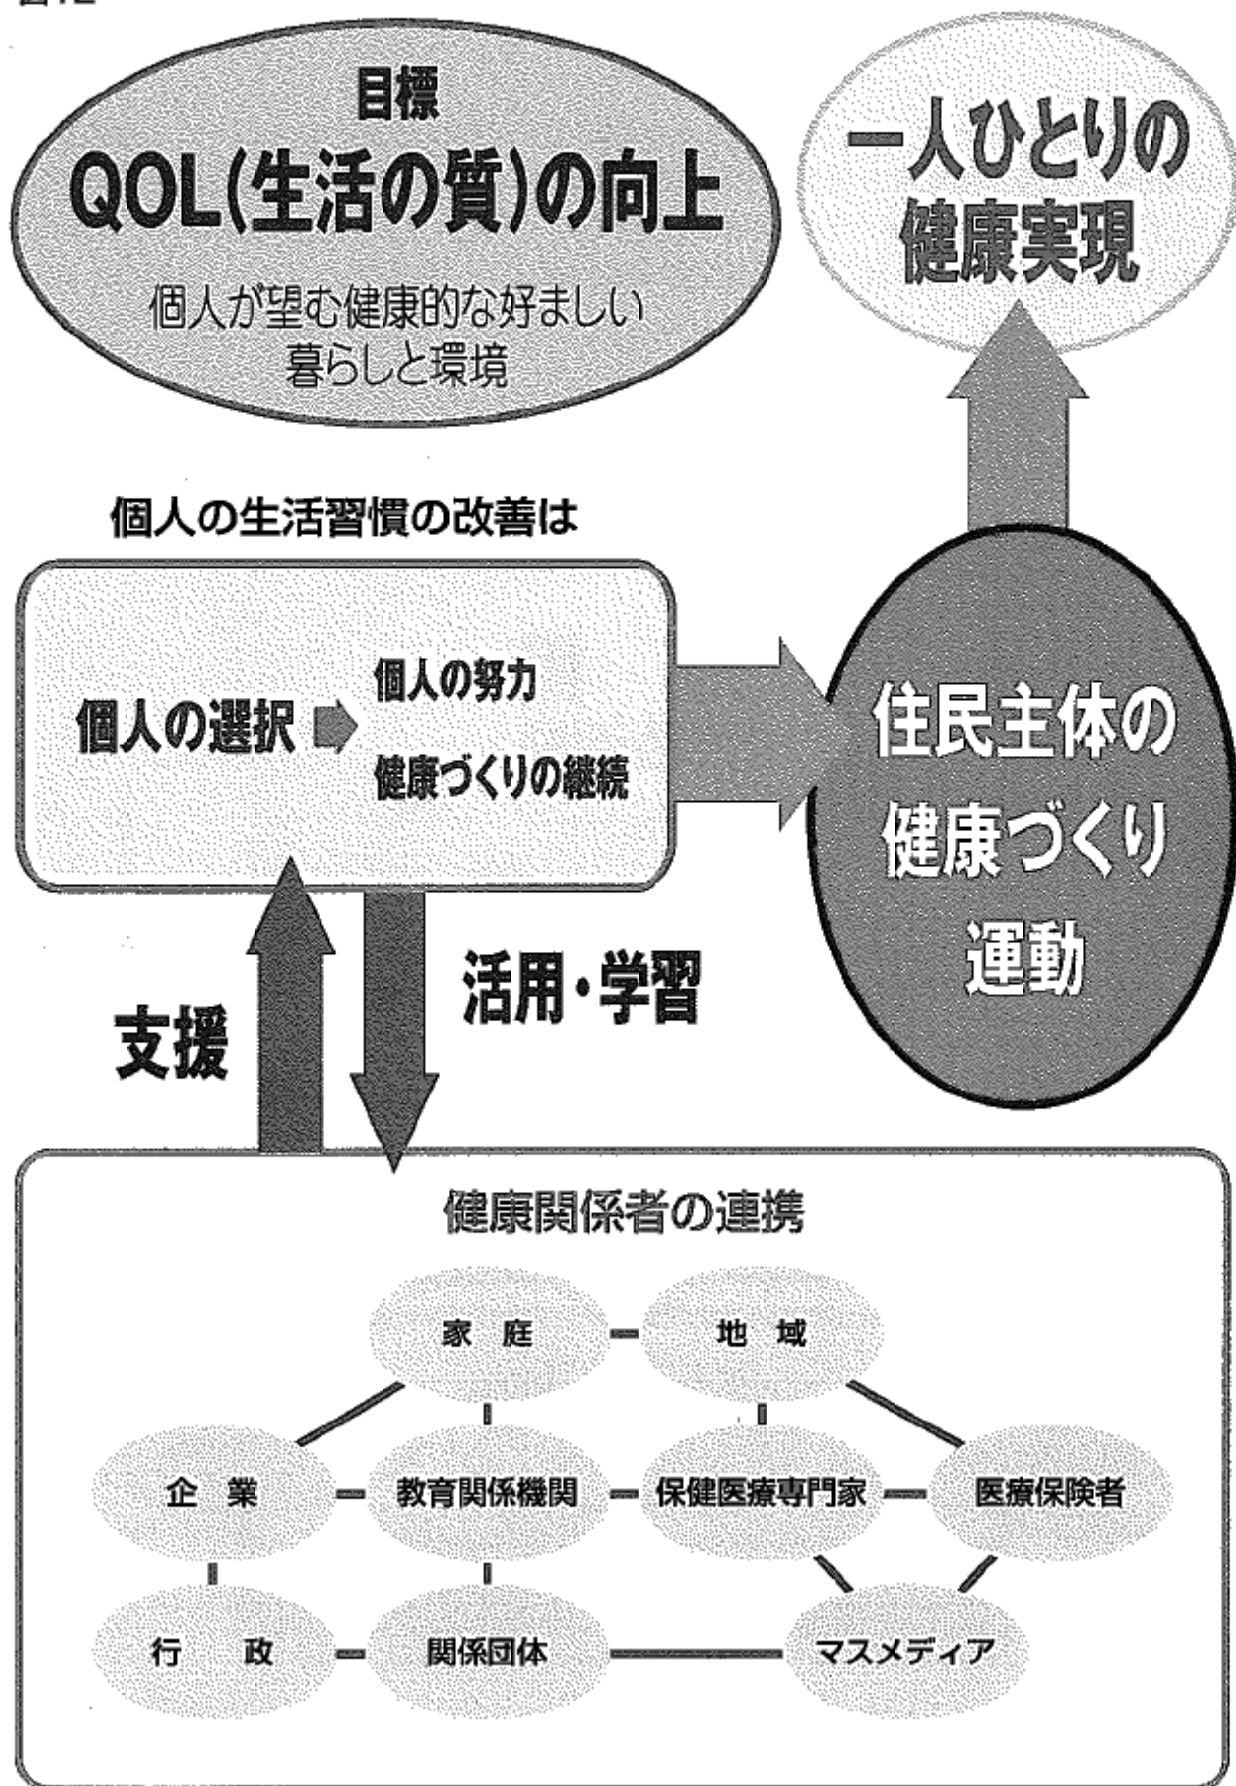 目標
QOL(生活の質)の向上
個人が望む健康的な好ましい
暮らしと環境
一人ひとりの
健康実現
個人の生活習慣の改善は
個人の選択
個人の努力
健康づくりの継続
住民主体の
健康づくり
運動
支援
活用・学習
健康関係者の連携
家 庭
地 域
企 業
教育関係機関
保健医療専門家
医療保険者
行 政
関係団体
マスメディア